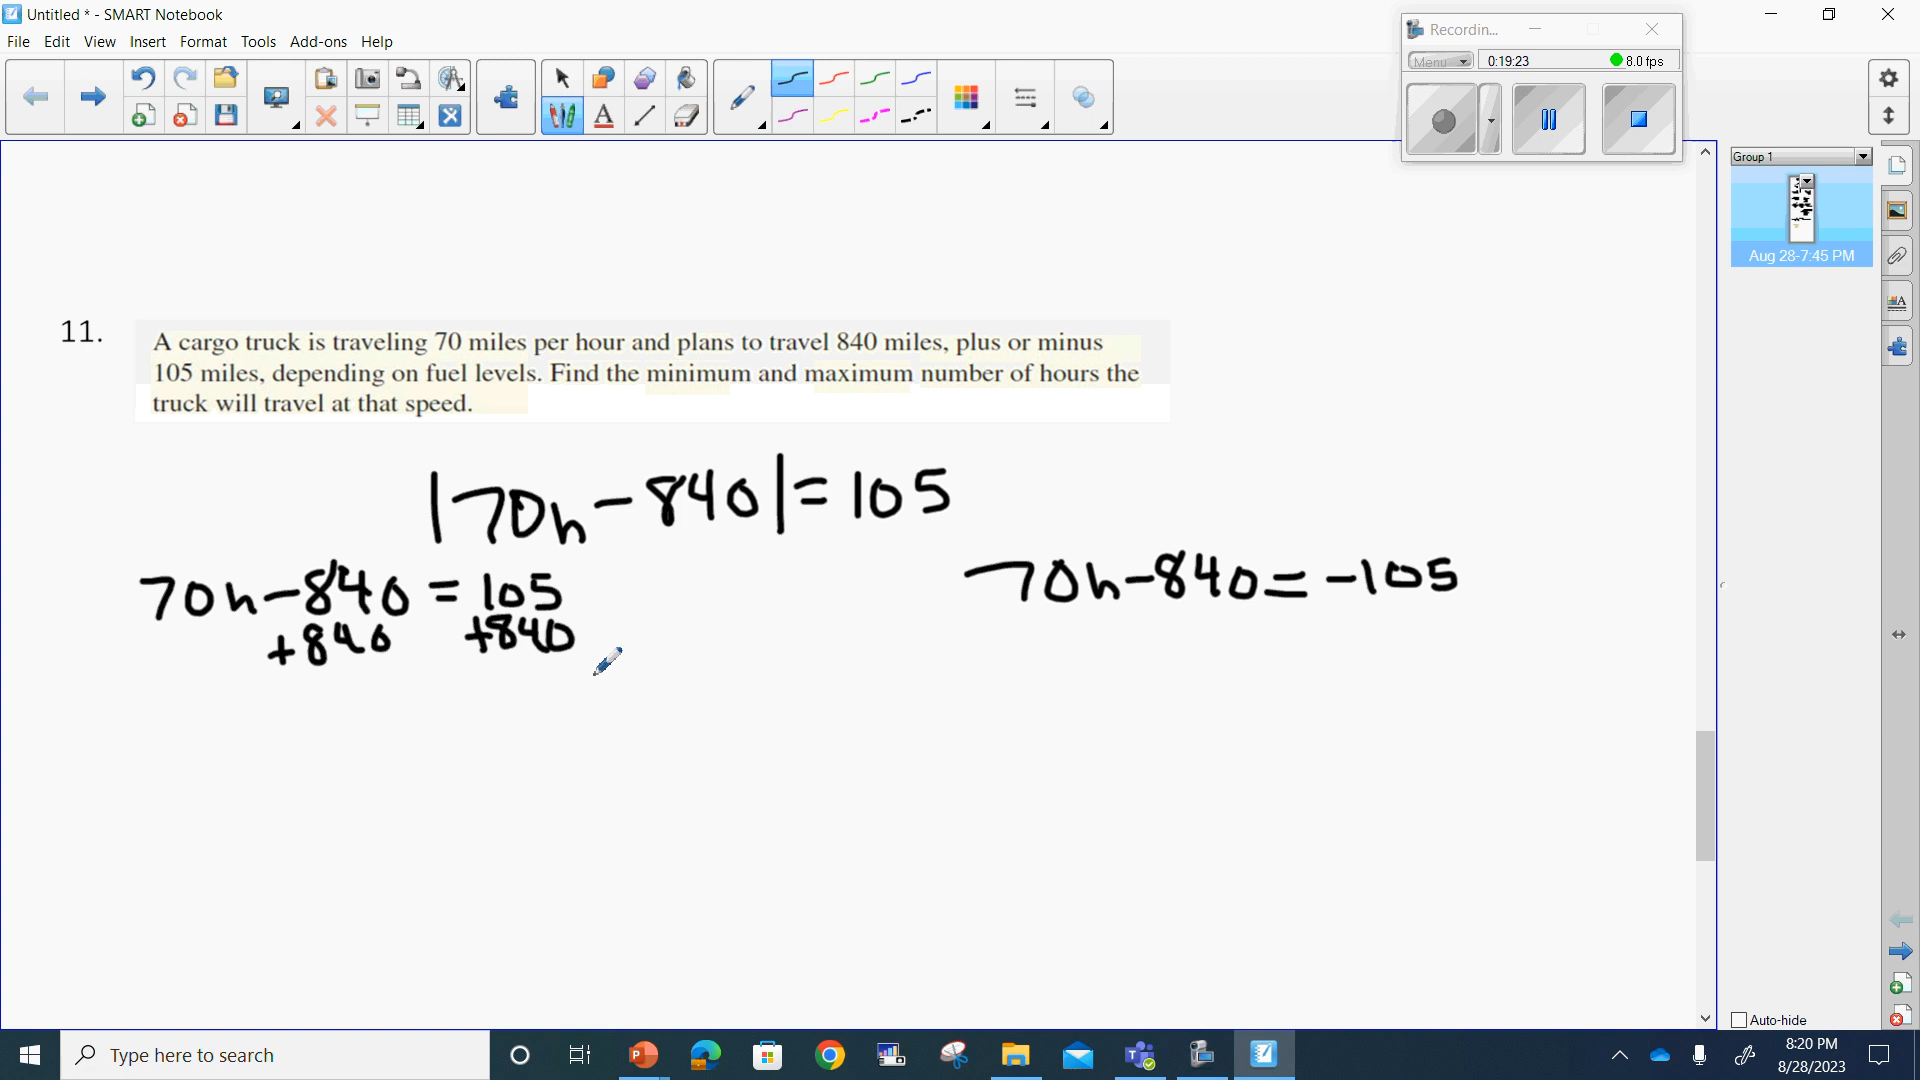 Untitled * - SMART Notebook
File Edit View Insert Format Tools Add-ons Help
Recordin...
Menu 0:19:23 8.0 fps
Group 1
Aug 28-7:45 PM
11.
A cargo truck is traveling 70 miles per hour and plans to travel 840 miles, plus or minus
105 miles, depending on fuel levels. Find the minimum and maximum number of hours the
truck will travel at that speed.
|70h-840|=105
70h-840=105
+840 +840
70h-840=-105
Auto-hide
Type here to search
8:20 PM
8/28/2023